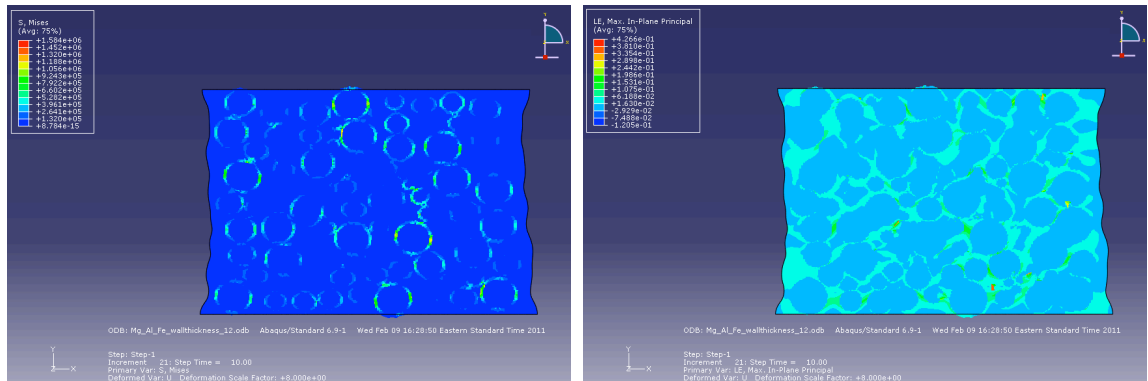 S, Mises
(Avg: 75%)
+1.584e+06
+1.452e+06
+1.320e+06
+1.188e+06
+1.056e+06
+9.243e+05
+7.922e+05
+6.602e+05
+5.282e+05
+3.961e+05
+2.641e+05
+1.320e+05
+8.784e-15
Y
X
ODB: Mg_Al_Fe_wallthickness_12.odb Abaqus/Standard 6.9-1 Wed Feb 09 16:28:50 Eastern Standard Time 2011
Y
Z X
Step: Step-1
Increment 21: Step Time = 10.00
Primary Var: S, Mises
Deformed Var: U Deformation Scale Factor: +8.000e+00
LE, Max. In-Plane Principal
(Avg: 75%)
+4.266e-01
+3.810e-01
+3.354e-01
+2.898e-01
+2.442e-01
+1.986e-01
+1.531e-01
+1.075e-01
+6.188e-02
+1.630e-02
-2.929e-02
-7.488e-02
-1.205e-01
Y
X
ODB: Mg_Al_Fe_wallthickness_12.odb Abaqus/Standard 6.9-1 Wed Feb 09 16:28:50 Eastern Standard Time 2011
Y
Z X
Step: Step-1
Increment 21: Step Time = 10.00
Primary Var: LE, Max. In-Plane Principal
Deformed Var: U Deformation Scale Factor: +8.000e+00